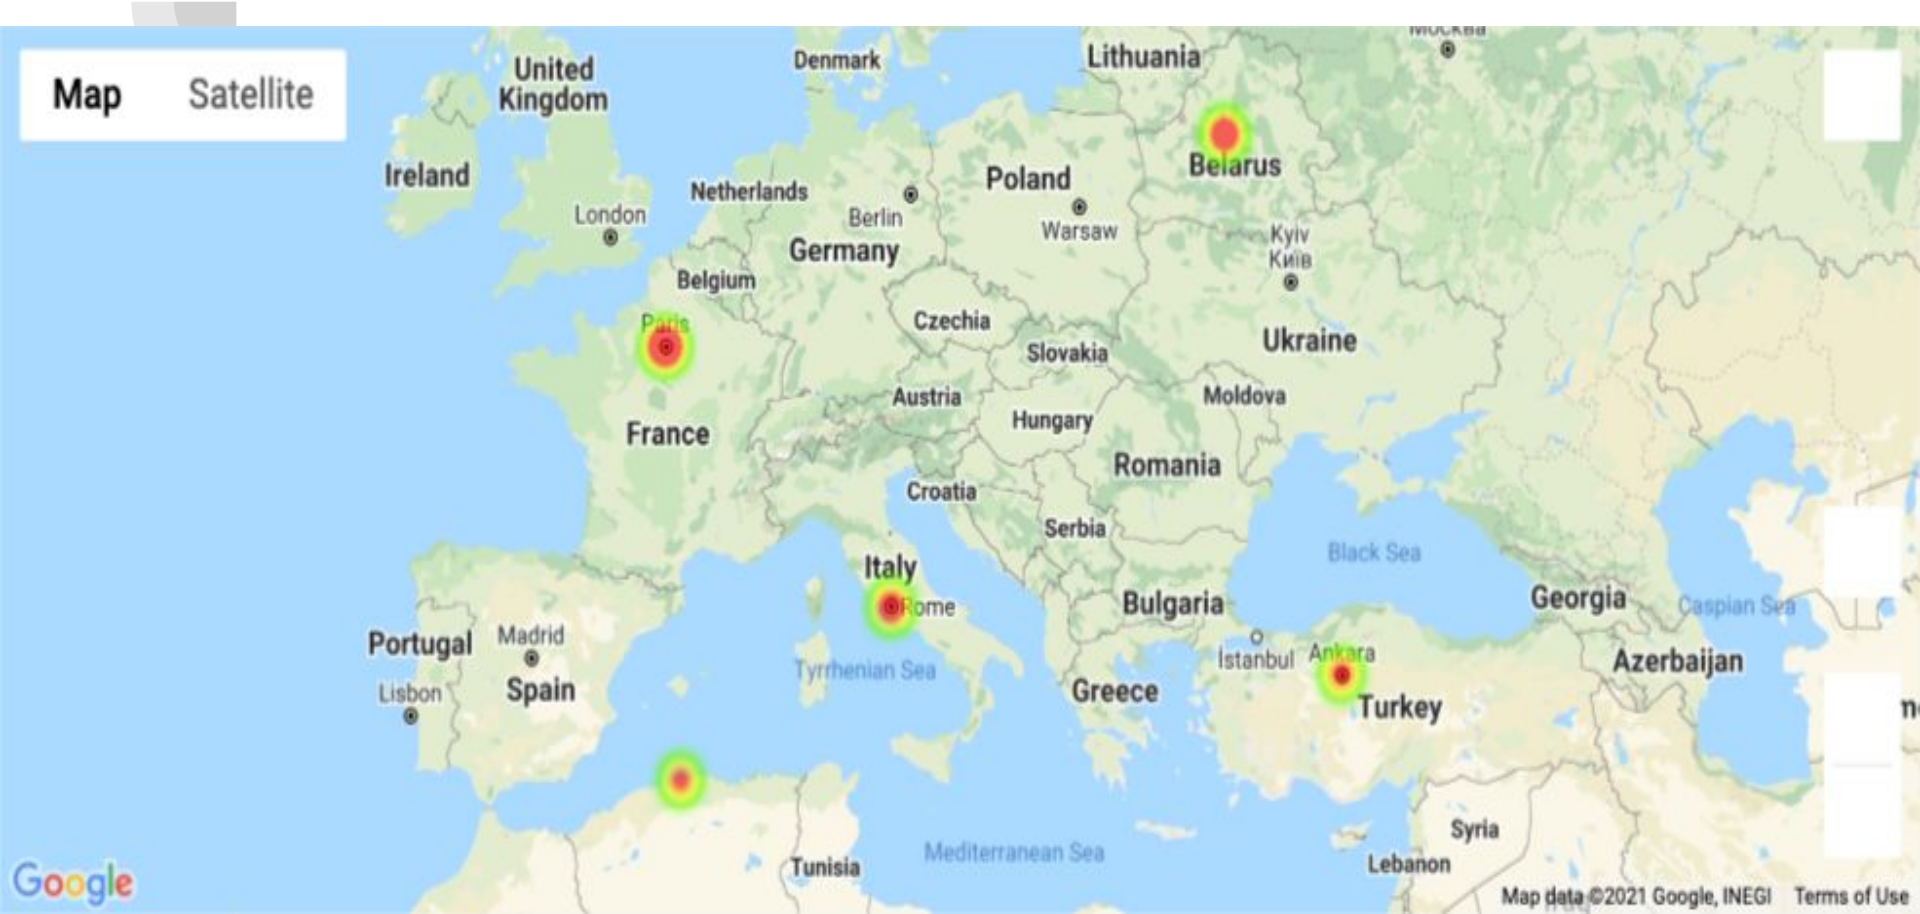 Москва
Lithuania
Denmark
United
Kingdom
Map
Satellite
Belarus
Ireland
Poland
Netherlands
London
Berlin
Warsaw
Kyiv
Київ
Germany
Belgium
Czechia
Paris
Ukraine
Slovakia
Austria
Moldova
Hungary
France
Romania
Croatia
Serbia
Black Sea
Italy
Rome
Bulgaria
Georgia
Caspian Sea
Portugal
Madrid
İstanbul
Ankara
Azerbaijan
Tyrrhenian Sea
Lisbon
Spain
Greece
Turkey
Syria
Mediterranean Sea
Tunisia
Lebanon
Google
Map data ©2021 Google, INEGI
Terms of Use